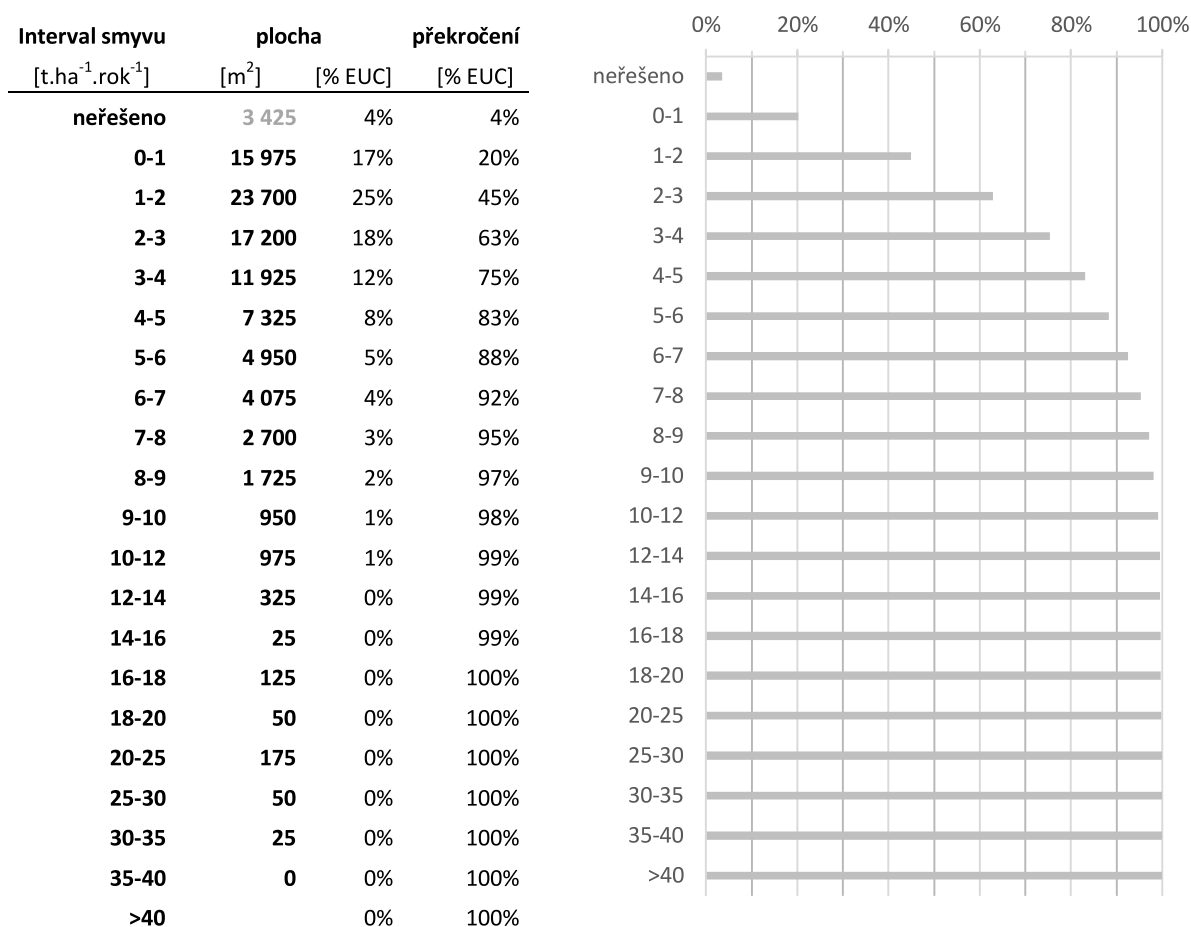 Interval smyvu plocha překročení
[t.ha-1.rok-1] [m2] [% EUC] [% EUC]
neřešeno 3 425 4% 4%
0-1 15 975 17% 20%
1-2 23 700 25% 45%
2-3 17 200 18% 63%
3-4 11 925 12% 75%
4-5 7 325 8% 83%
5-6 4 950 5% 88%
6-7 4 075 4% 92%
7-8 2 700 3% 95%
8-9 1 725 2% 97%
9-10 950 1% 98%
10-12 975 1% 99%
12-14 325 0% 99%
14-16 25 0% 99%
16-18 125 0% 100%
18-20 50 0% 100%
20-25 175 0% 100%
25-30 50 0% 100%
30-35 25 0% 100%
35-40 0 0% 100%
>40 0% 100%
0% 20% 40% 60% 80% 100%
neřešeno
0-1
1-2
2-3
3-4
4-5
5-6
6-7
7-8
8-9
9-10
10-12
12-14
14-16
16-18
18-20
20-25
25-30
30-35
35-40
>40